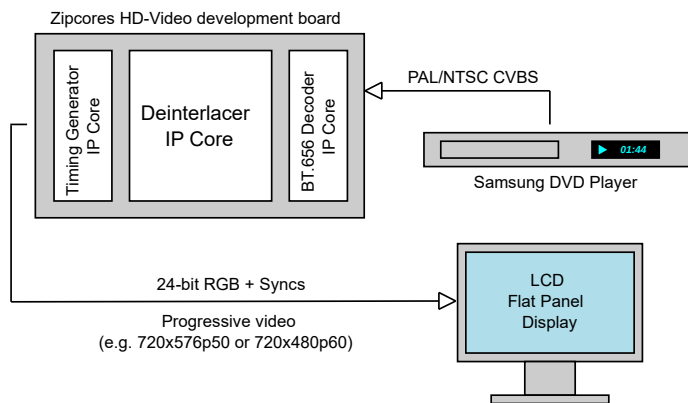 Zipcores HD-Video development board
Timing Generator
IP Core
Deinterlacer
IP Core
BT.656 Decoder
IP Core
PAL/NTSC CVBS
01:44
Samsung DVD Player
24-bit RGB + Syncs
Progressive video
(e.g. 720x576p50 or 720x480p60)
LCD
Flat Panel
Display